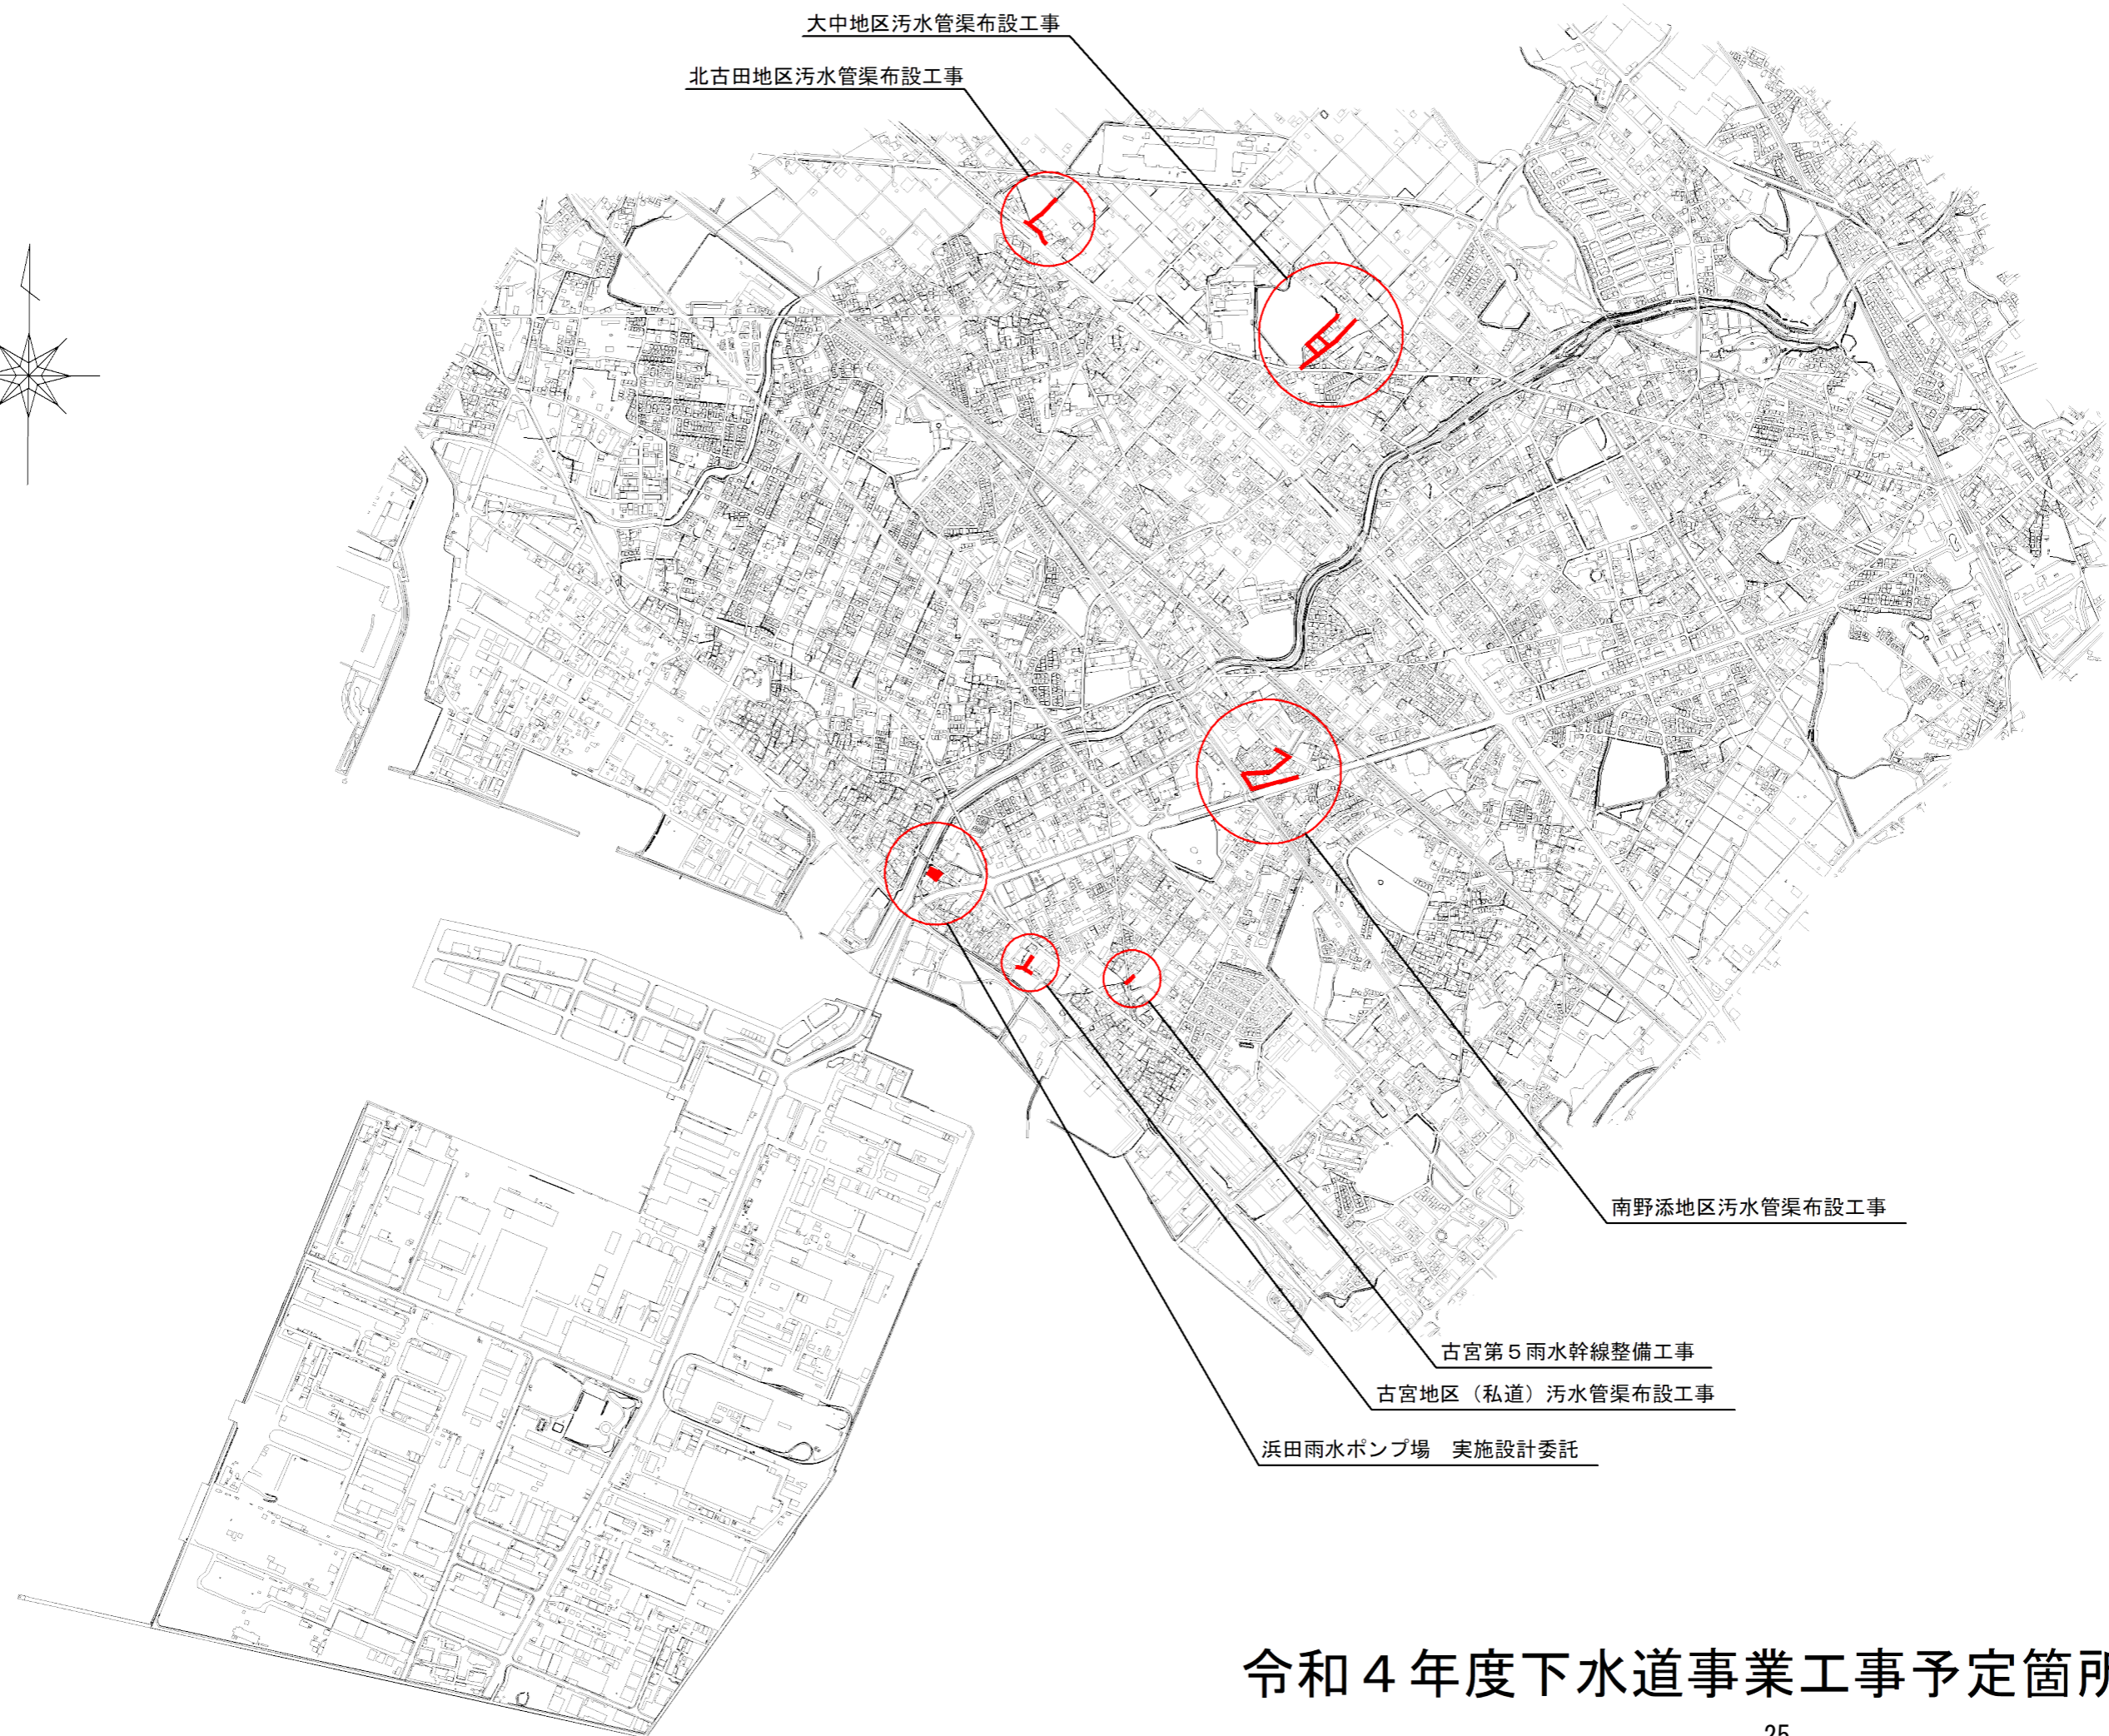 大中地区汚水管渠布設工事
北古田地区汚水管渠布設工事
南野添地区汚水管渠布設工事
古宮第５雨水幹線整備工事
古宮地区（私道）汚水管渠布設工事
浜田雨水ポンプ場　実施設計委託
令和４年度下水道事業工事予定箇所
25